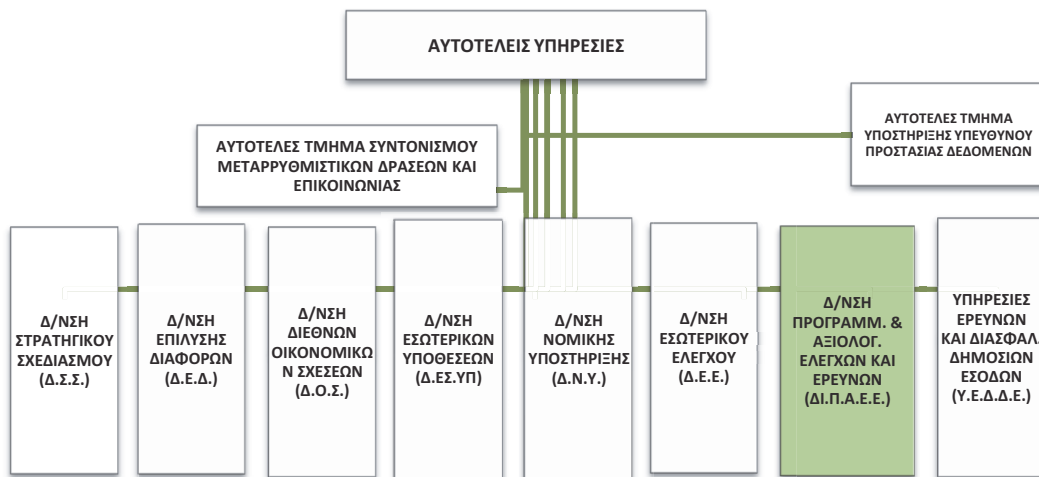 ΑΥΤΟΤΕΛΕΙΣ ΥΠΗΡΕΣΙΕΣ
ΑΥΤΟΤΕΛΕΣ ΤΜΗΜΑ ΣΥΝΤΟΝΙΣΜΟΥ
ΜΕΤΑΡΡΥΘΜΙΣΤΙΚΩΝ ΔΡΑΣΕΩΝ ΚΑΙ
ΕΠΙΚΟΙΝΩΝΙΑΣ
ΑΥΤΟΤΕΛΕΣ ΤΜΗΜΑ
ΥΠΟΣΤΗΡΙΞΗΣ ΥΠΕΥΘΥΝΟΥ
ΠΡΟΣΤΑΣΙΑΣ ΔΕΔΟΜΕΝΩΝ
Δ/ΝΣΗ
ΣΤΡΑΤΗΓΙΚΟΥ
ΣΧΕΔΙΑΣΜΟΥ
(Δ.Σ.Σ.)
Δ/ΝΣΗ
ΕΠΙΛΥΣΗΣ
ΔΙΑΦΟΡΩΝ
(Δ.Ε.Δ.)
Δ/ΝΣΗ
ΔΙΕΘΝΩΝ
ΟΙΚΟΝΟΜΙΚΩ
Ν ΣΧΕΣΕΩΝ
(Δ.Ο.Σ.)
Δ/ΝΣΗ
ΕΣΩΤΕΡΙΚΩΝ
ΥΠΟΘΕΣΕΩΝ
(Δ.ΕΣ.ΥΠ)
Δ/ΝΣΗ
ΝΟΜΙΚΗΣ
ΥΠΟΣΤΗΡΙΞΗΣ
(Δ.Ν.Υ.)
Δ/ΝΣΗ
ΕΣΩΤΕΡΙΚΟΥ
ΕΛΕΓΧΟΥ
(Δ.Ε.Ε.)
Δ/ΝΣΗ
ΠΡΟΓΡΑΜΜ. &
ΑΞΙΟΛΟΓ.
ΕΛΕΓΧΩΝ ΚΑΙ
ΕΡΕΥΝΩΝ
(ΔΙ.Π.Α.Ε.Ε.)
ΥΠΗΡΕΣΙΕΣ
ΕΡΕΥΝΩΝ
ΚΑΙ ΔΙΑΣΦΑΛ.
ΔΗΜΟΣΙΩΝ
ΕΣΟΔΩΝ
(Υ.Ε.Δ.Δ.Ε.)